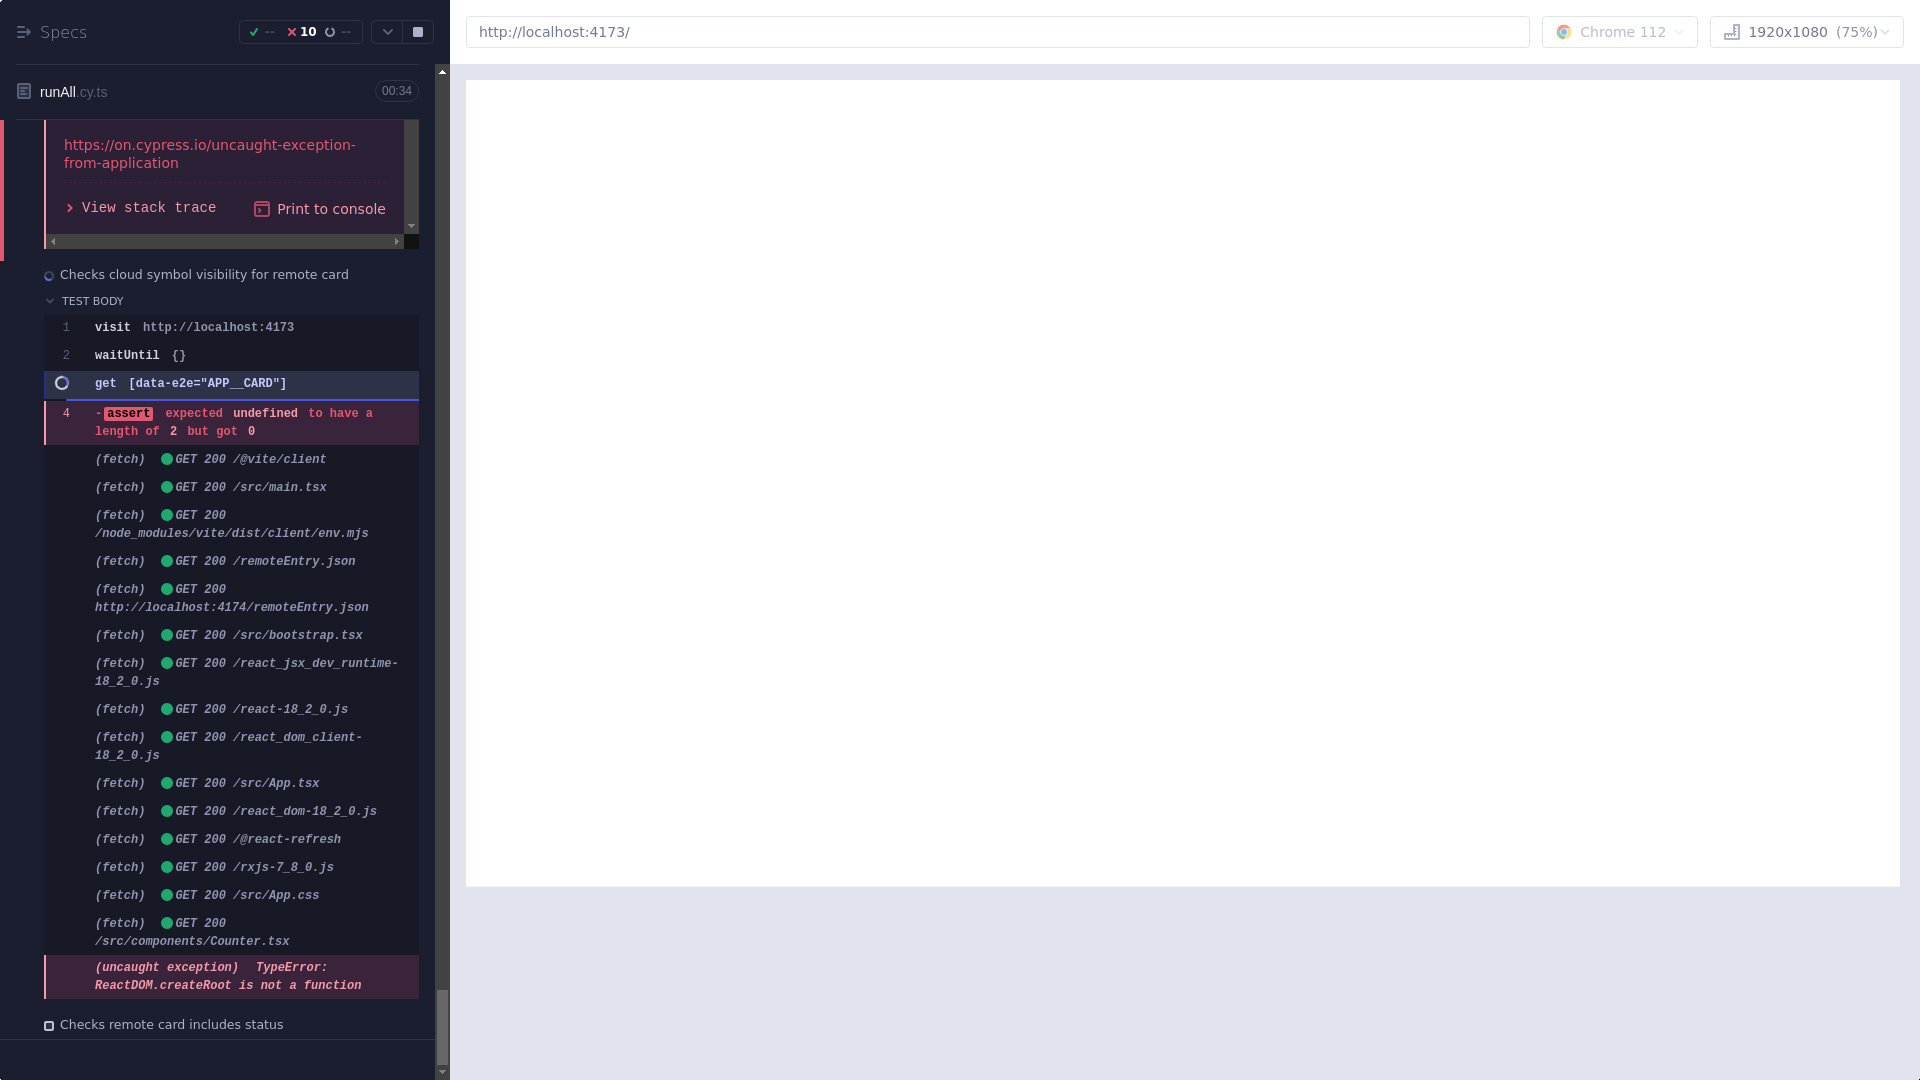 Specs
--
10
--
http://localhost:4173/
Chrome 112
1920x1080 (75%)
runAll.cy.ts
00:34
https://on.cypress.io/uncaught-exception-
from-application
View stack trace
Print to console
Checks cloud symbol visibility for remote card
TEST BODY
1 visit http://localhost:4173
2 waitUntil {}
get [data-e2e="APP__CARD"]
4 -assert expected undefined to have a
length of 2 but got 0
(fetch) GET 200 /@vite/client
(fetch) GET 200 /src/main.tsx
(fetch) GET 200
/node_modules/vite/dist/client/env.mjs
(fetch) GET 200 /remoteEntry.json
(fetch) GET 200
http://localhost:4174/remoteEntry.json
(fetch) GET 200 /src/bootstrap.tsx
(fetch) GET 200 /react_jsx_dev_runtime-
18_2_0.js
(fetch) GET 200 /react-18_2_0.js
(fetch) GET 200 /react_dom_client-
18_2_0.js
(fetch) GET 200 /src/App.tsx
(fetch) GET 200 /react_dom-18_2_0.js
(fetch) GET 200 /@react-refresh
(fetch) GET 200 /rxjs-7_8_0.js
(fetch) GET 200 /src/App.css
(fetch) GET 200
/src/components/Counter.tsx
(uncaught exception) TypeError:
ReactDOM.createRoot is not a function
Checks remote card includes status